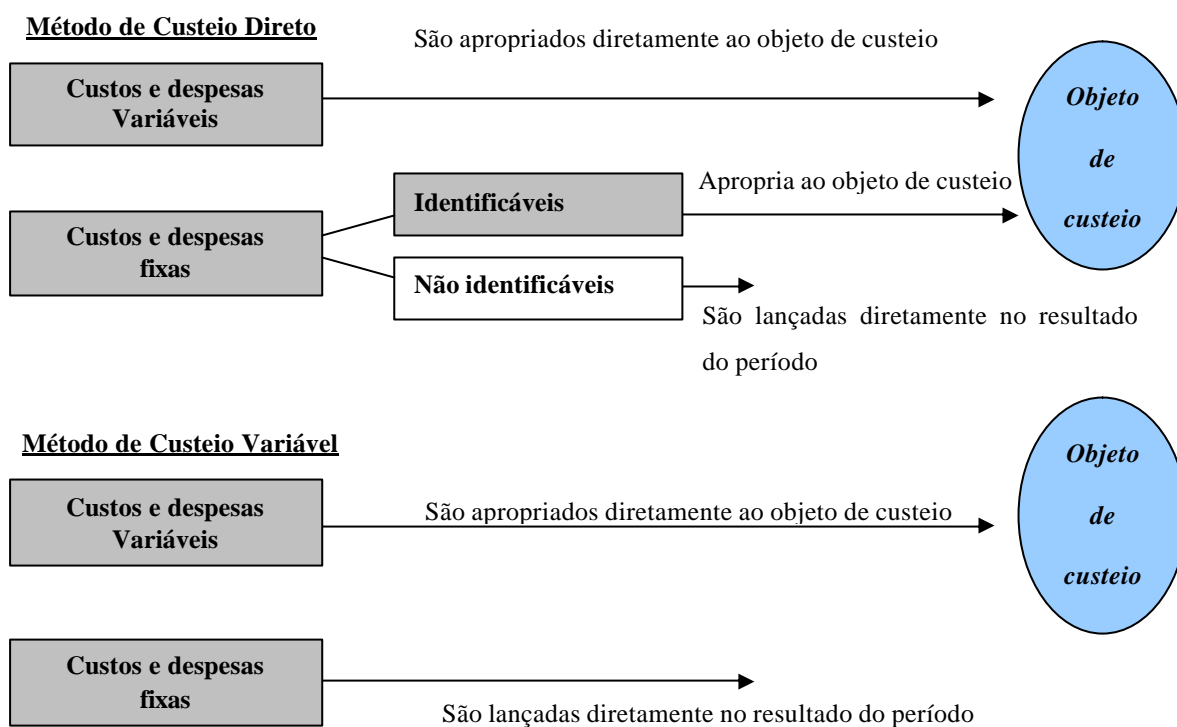 Método de Custeio Direto
São apropriados diretamente ao objeto de custeio
Custos e despesas
Variáveis
Objeto
de
custeio
Identificáveis
Apropria ao objeto de custeio
Custos e despesas
fixas
Não identificáveis
São lançadas diretamente no resultado
do período
Método de Custeio Variável
Custos e despesas
Variáveis
São apropriados diretamente ao objeto de custeio
Objeto
de
custeio
Custos e despesas
fixas
São lançadas diretamente no resultado do período